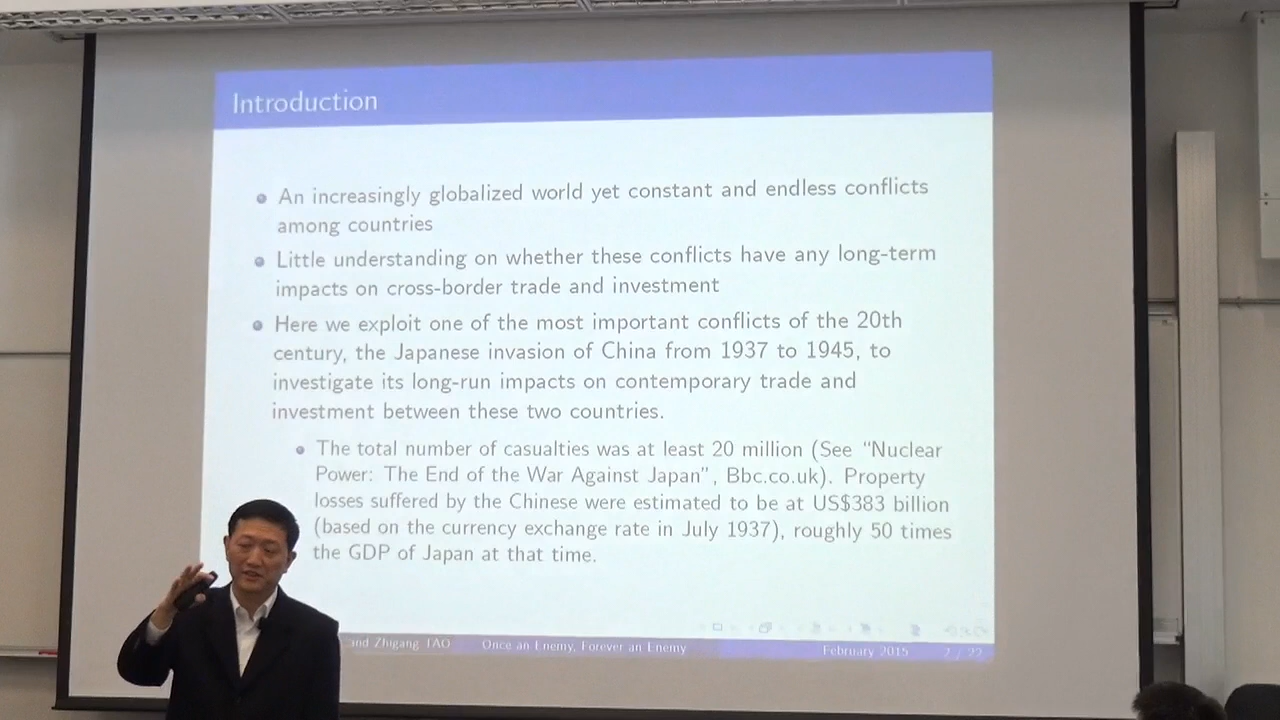 Introduction
An increasingly globalized world yet constant and endless conflicts
among countries
Little understanding on whether these conflicts have any long-term
impacts on cross-border trade and investment
Here we exploit one of the most important conflicts of the 20th
century, the Japanese invasion of China from 1937 to 1945, to
investigate its long-run impacts on contemporary trade and
investment between these two countries.
The total number of casualties was at least 20 million (See "Nuclear
Power: The End of the War Against Japan", Bbc.co.uk). Property
losses suffered by the Chinese were estimated to be at US$383 billion
(based on the currency exchange rate in July 1937), roughly 50 times
the GDP of Japan at that time.
and Zhigang TAO Once an Enemy, Forever an Enemy February 2015 2 / 22